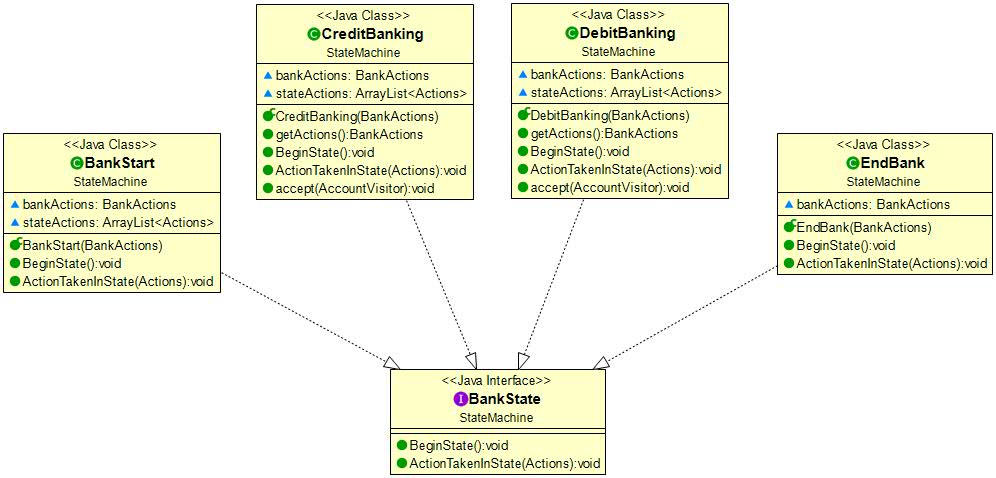 <<Java Class>>
CreditBanking
StateMachine
bankActions: BankActions
stateActions: ArrayList<Actions>
CreditBanking(BankActions)
getActions():BankActions
BeginState():void
ActionTakenInState(Actions):void
accept(AccountVisitor):void
<<Java Class>>
DebitBanking
StateMachine
bankActions: BankActions
stateActions: ArrayList<Actions>
DebitBanking(BankActions)
getActions():BankActions
BeginState():void
ActionTakenInState(Actions):void
accept(AccountVisitor):void
<<Java Class>>
BankStart
StateMachine
bankActions: BankActions
stateActions: ArrayList<Actions>
BankStart(BankActions)
BeginState():void
ActionTakenInState(Actions):void
<<Java Class>>
EndBank
StateMachine
bankActions: BankActions
EndBank(BankActions)
BeginState():void
ActionTakenInState(Actions):void
<<Java Interface>>
BankState
StateMachine
BeginState():void
ActionTakenInState(Actions):void